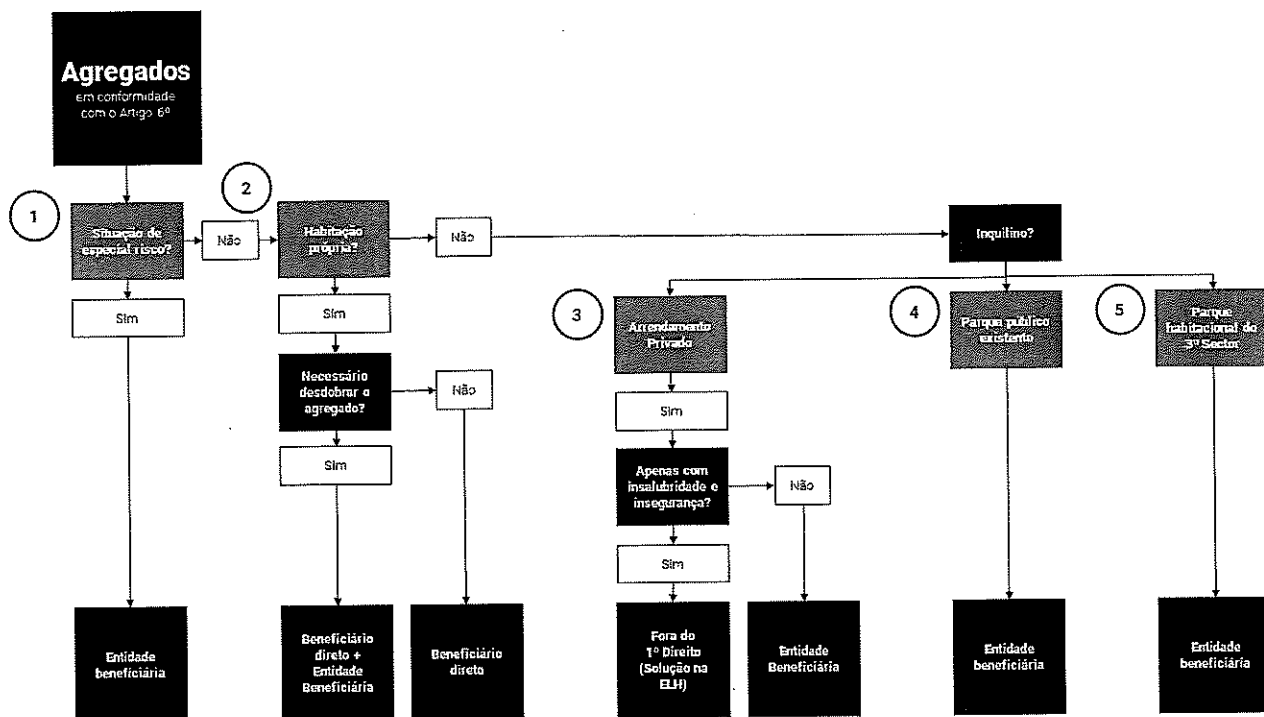 Agregados
em conformidade
com o Artigo 6º
1
Situação de
especial risco?
Não
2
Habitação
própria?
Não
Inquilino?
Sim
Sim
3
Arrendamento
Privado
4
Parque público
existente
5
Parque
habitacional do
3º Sector
Necessário
desdobrar o
agregado?
Não
Sim
Sim
Apenas com
insalubridade e
insegurança?
Não
Sim
Entidade
beneficiária
Beneficiário
direto +
Entidade
Beneficiária
Beneficiário
direto
Fora do
1º Direito
(Solução na
ELH)
Entidade
Beneficiária
Entidade
beneficiária
Entidade
beneficiária